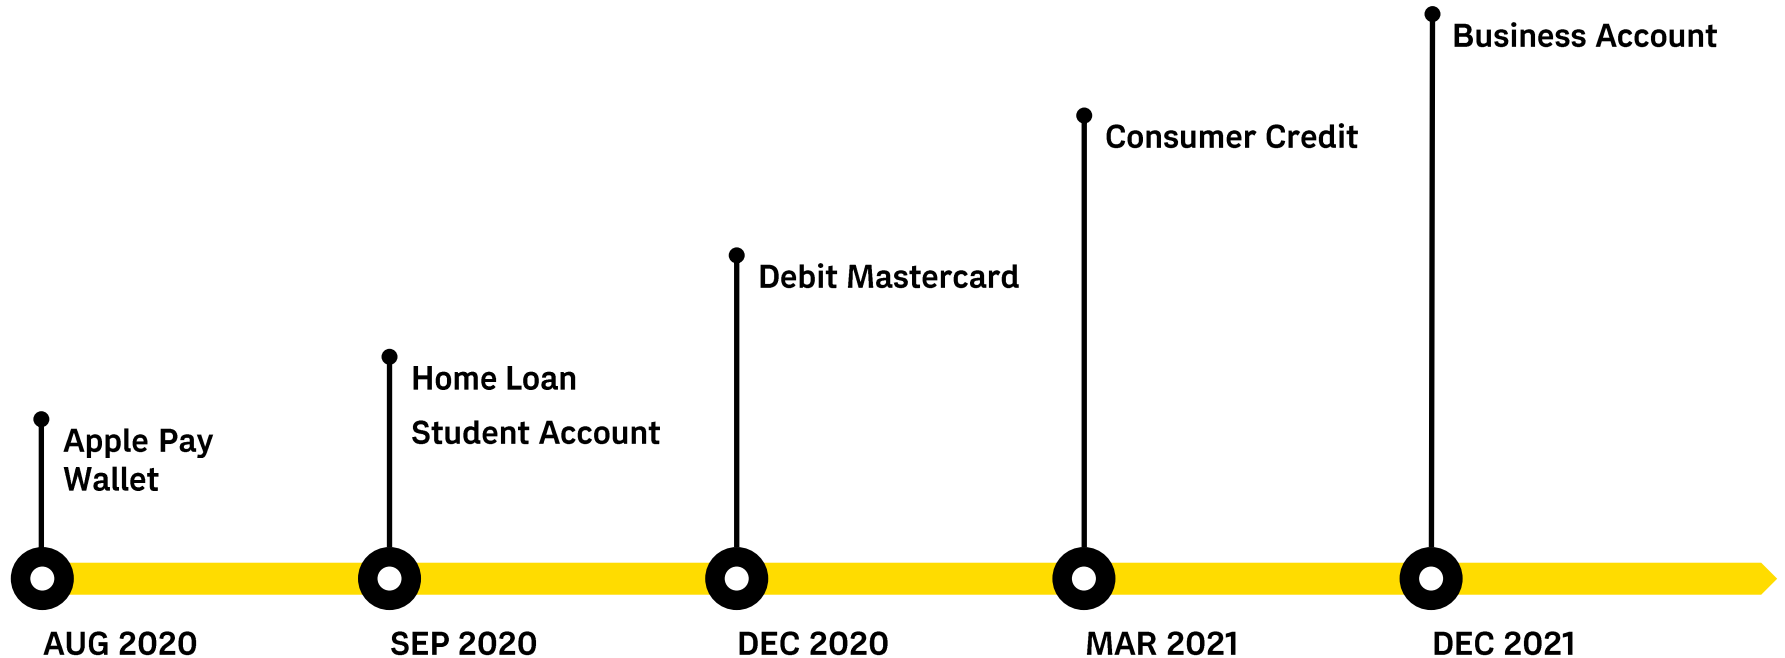 Business Account
Consumer Credit
Debit Mastercard
Home Loan
Student Account
Apple Pay
Wallet
AUG 2020
SEP 2020
DEC 2020
MAR 2021
DEC 2021